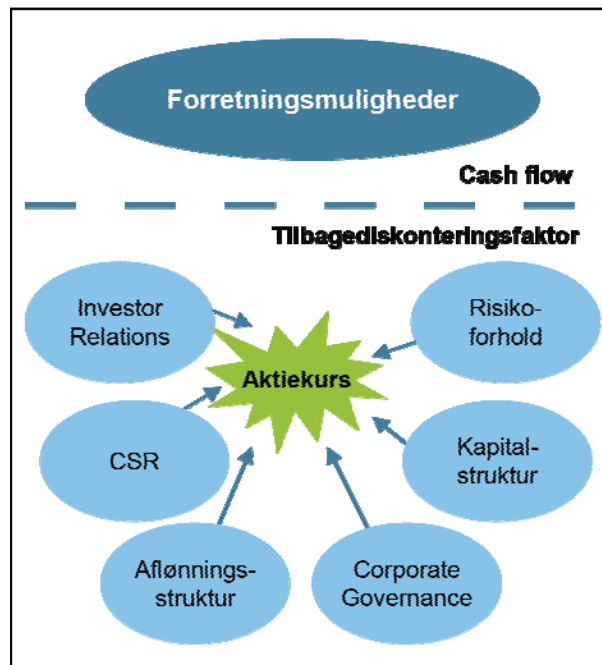 Forretningsmuligheder
Cash flow
Tilbagediskonteringsfaktor
Investor
Relations
Risiko-
forhold
Aktiekurs
CSR
Kapital-
struktur
Aflønnings-
struktur
Corporate
Governance